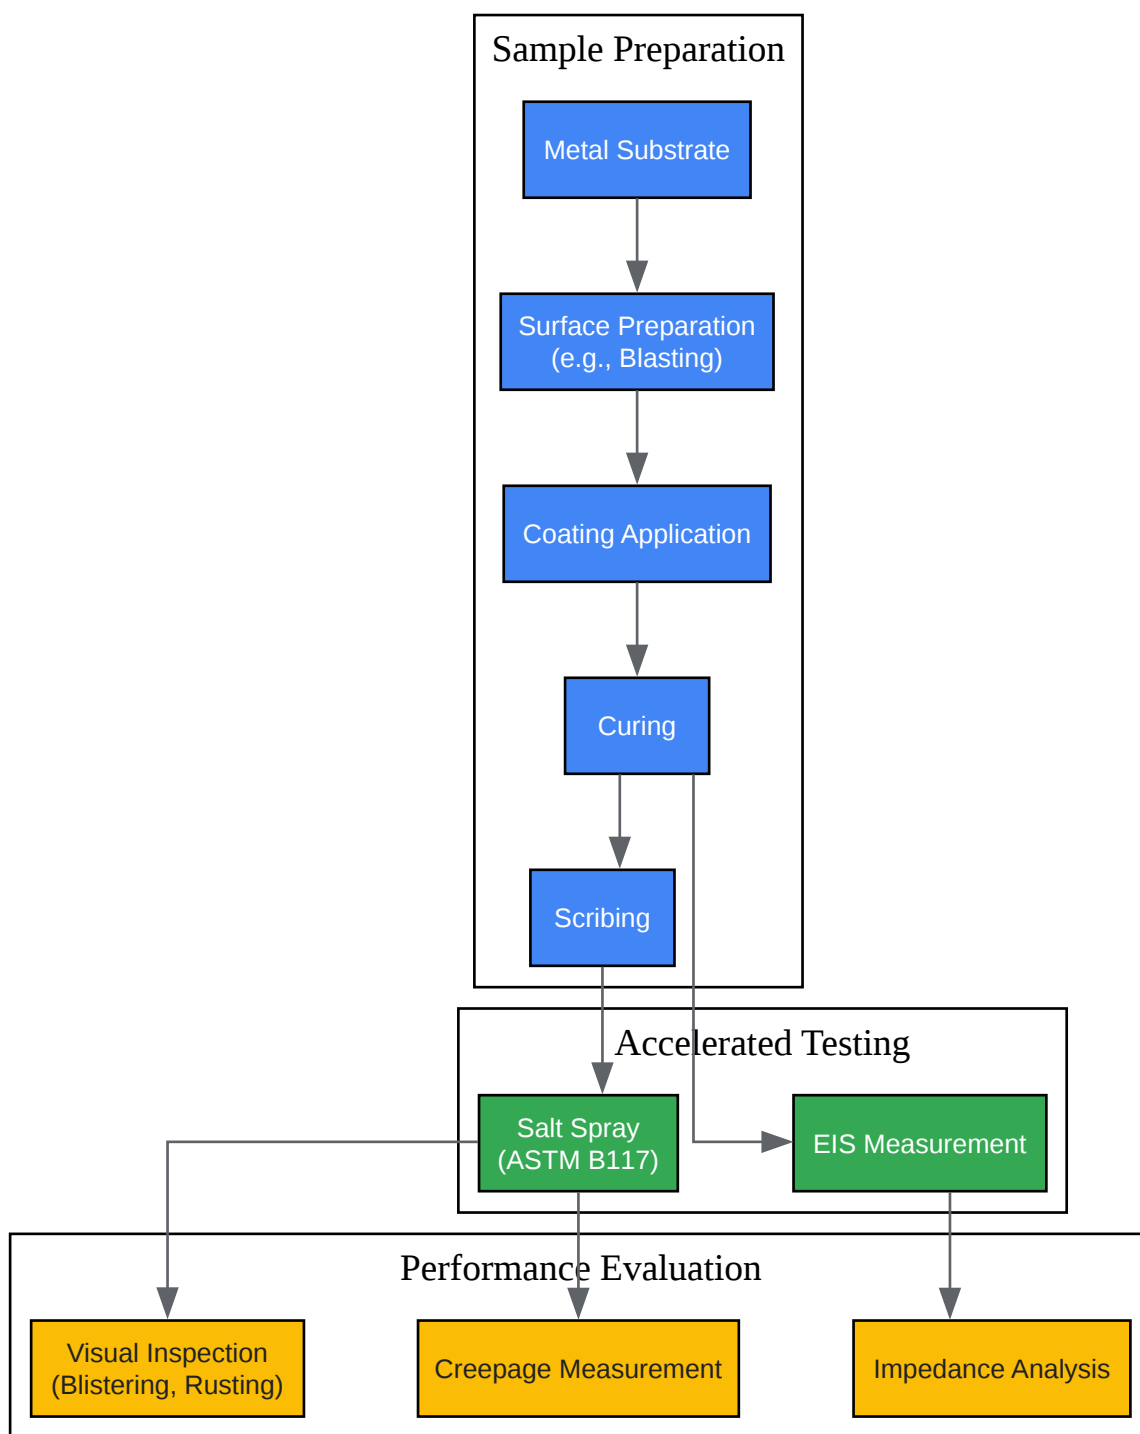 Sample Preparation
Metal Substrate
Surface Preparation
(e.g., Blasting)
Coating Application
Curing
Scribing
Accelerated Testing
Salt Spray
(ASTM B117)
EIS Measurement
Performance Evaluation
Visual Inspection
(Blistering, Rusting)
Creepage Measurement
Impedance Analysis